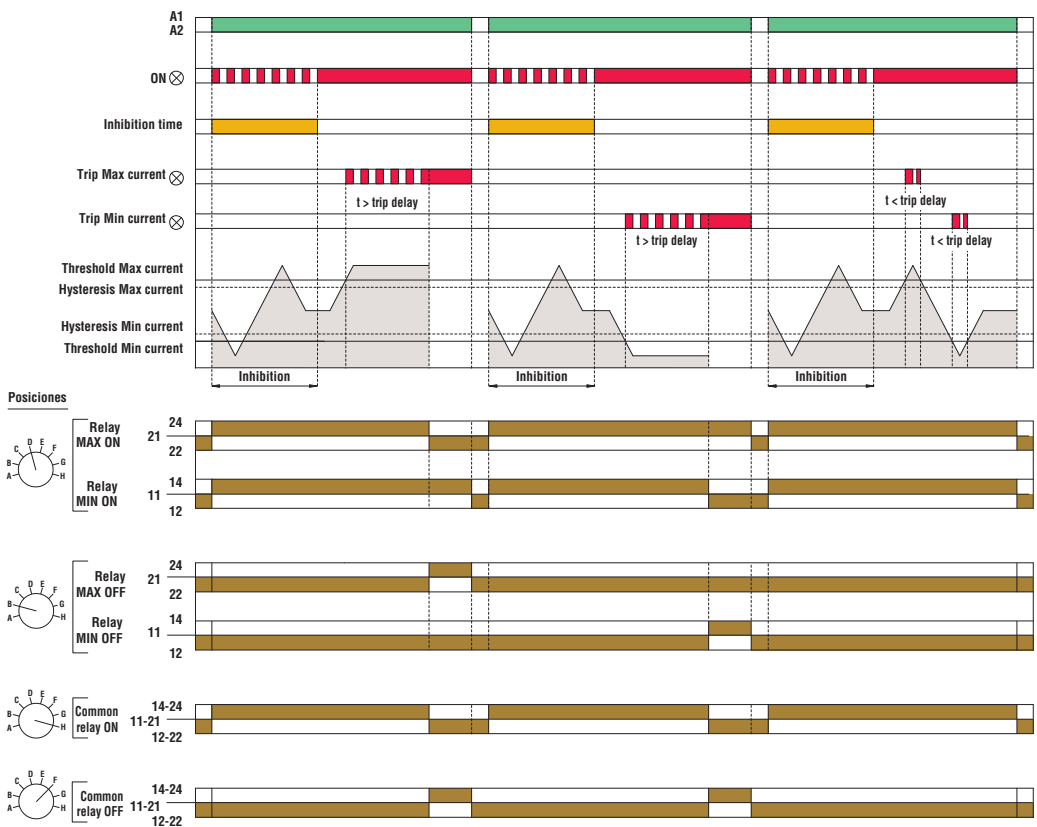 A1
A2
ON
Inhibition time
Trip Max current
t > trip delay
t < trip delay
Trip Min current
t > trip delay
t < trip delay
Threshold Max current
Hysteresis Max current
Hysteresis Min current
Threshold Min current
Inhibition
Inhibition
Inhibition
Posiciones
A B C D E F G H
Relay
MAX ON
24
21
22
Relay
MIN ON
14
11
12
A B C D E F G H
Relay
MAX OFF
24
21
22
Relay
MIN OFF
14
11
12
A B C D E F G H
Common
relay ON
14-24
11-21
12-22
A B C D E F G H
Common
relay OFF
14-24
11-21
12-22